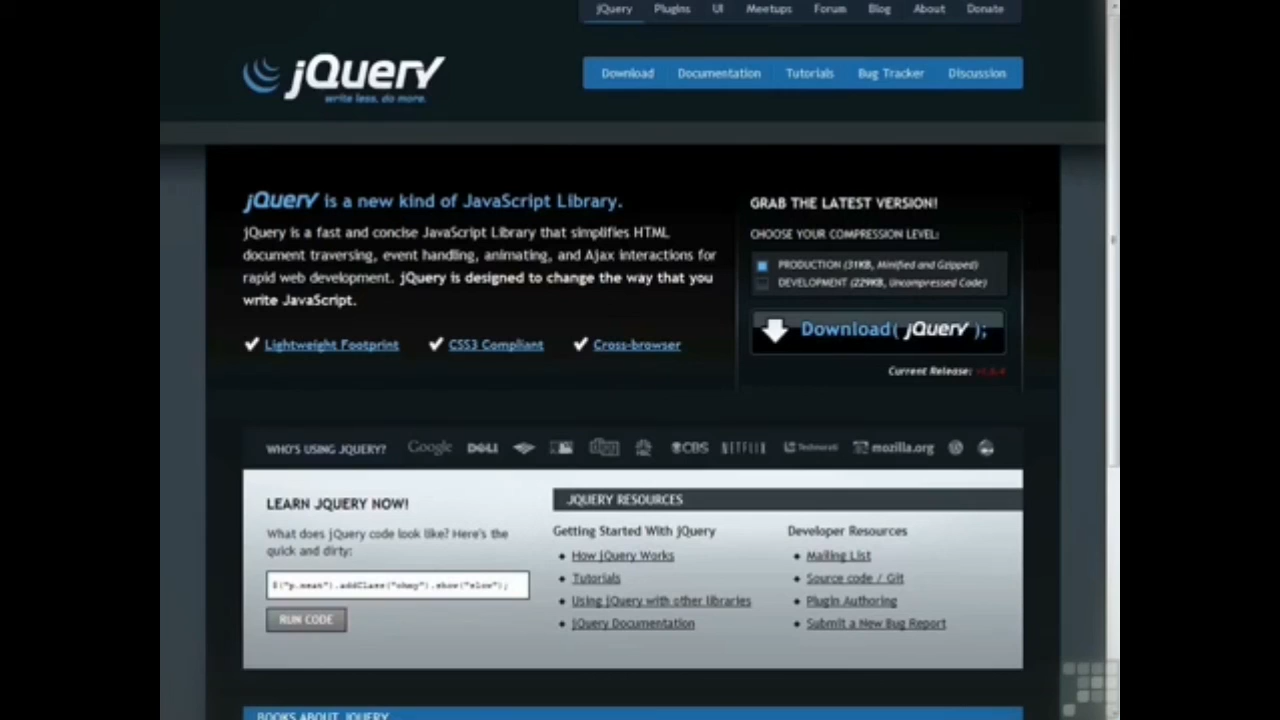 jQuery Plugins UI Meetups Forum Blog About Donate
jQuery
write less, do more.
Download Documentation Tutorials Bug Tracker Discussion
jQuery is a new kind of JavaScript Library.
jQuery is a fast and concise JavaScript Library that simplifies HTML
document traversing, event handling, animating, and Ajax interactions for
rapid web development. jQuery is designed to change the way that you
write JavaScript.
Lightweight Footprint CSS3 Compliant Cross-browser
GRAB THE LATEST VERSION!
CHOOSE YOUR COMPRESSION LEVEL:
PRODUCTION (31KB, Minified and Gzipped)
DEVELOPMENT (229KB, Uncompressed Code)
Download( jQuery );
Current Release:
WHO'S USING JQUERY? Google DELL CBS NETFLIX Technorati mozilla.org
LEARN JQUERY NOW!
What does jQuery code look like? Here's the
quick and dirty:
$("p.neat").addClass("ohmy").show("slow");
RUN CODE
JQUERY RESOURCES
Getting Started With jQuery
How jQuery Works
Tutorials
Using jQuery with other libraries
jQuery Documentation
Developer Resources
Mailing List
Source code / Git
Plugin Authoring
Submit a New Bug Report
BOOKS ABOUT JQUERY